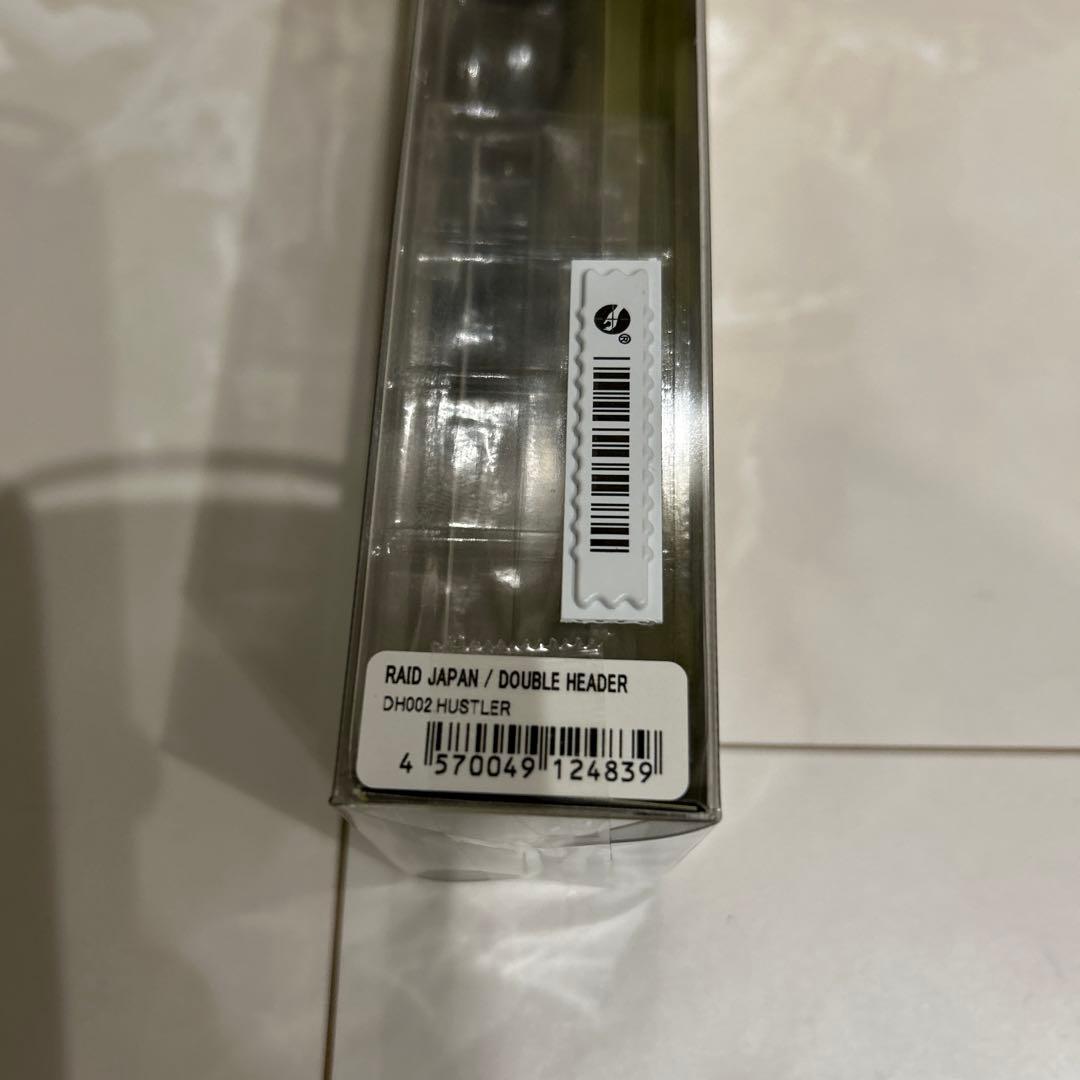 ®
RAID JAPAN / DOUBLE HEADER
DH002 HUSTLER
4 570049 124839